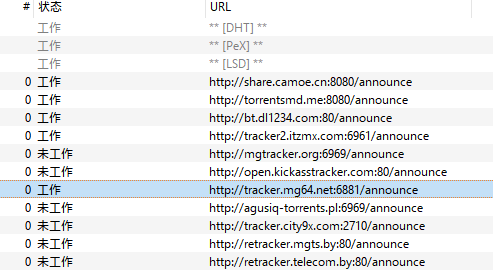 # 状态 URL
工作 ** [DHT] **
工作 ** [PeX] **
工作 ** [LSD] **
0 工作 http://share.camoe.cn:8080/announce
0 工作 http://torrentsmd.me:8080/announce
0 工作 http://bt.dl1234.com:80/announce
0 工作 http://tracker2.itzmx.com:6961/announce
0 未工作 http://mgtracker.org:6969/announce
0 未工作 http://open.kickasstracker.com:80/announce
0 工作 http://tracker.mg64.net:6881/announce
0 未工作 http://agusiq-torrents.pl:6969/announce
0 未工作 http://tracker.city9x.com:2710/announce
0 未工作 http://retracker.mgts.by:80/announce
0 未工作 http://retracker.telecom.by:80/announce